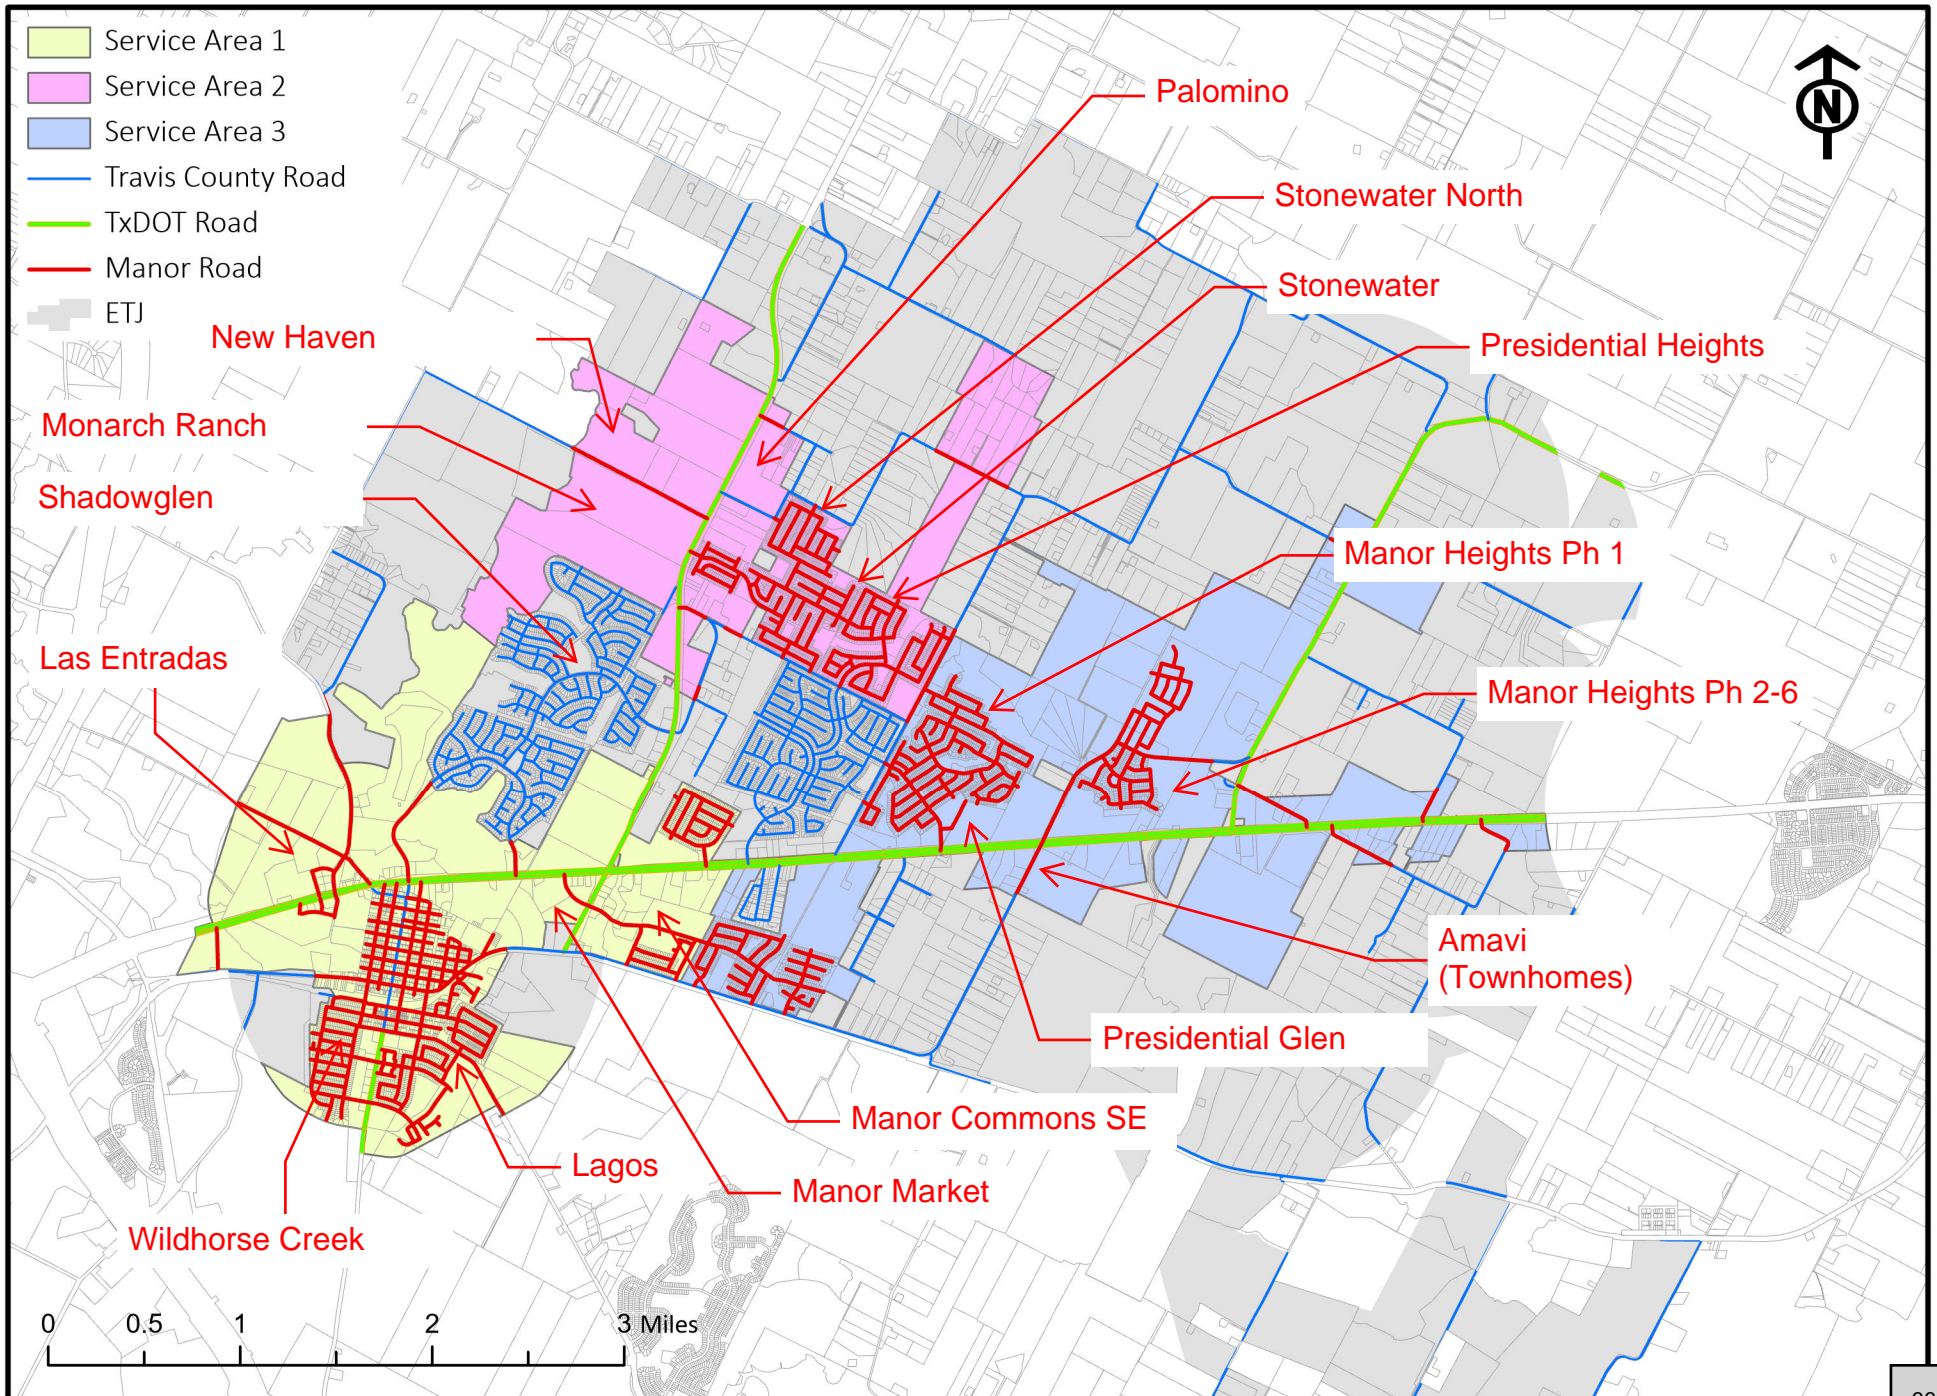 Service Area 1
Service Area 2
Service Area 3
Travis County Road
TxDOT Road
Manor Road
ETJ
N
Palomino
Stonewater North
Stonewater
Presidential Heights
New Haven
Monarch Ranch
Shadowglen
Manor Heights Ph 1
Las Entradas
Manor Heights Ph 2-6
Amavi
(Townhomes)
Presidential Glen
Manor Commons SE
Lagos
Manor Market
Wildhorse Creek
0 0.5 1 2 3 Miles